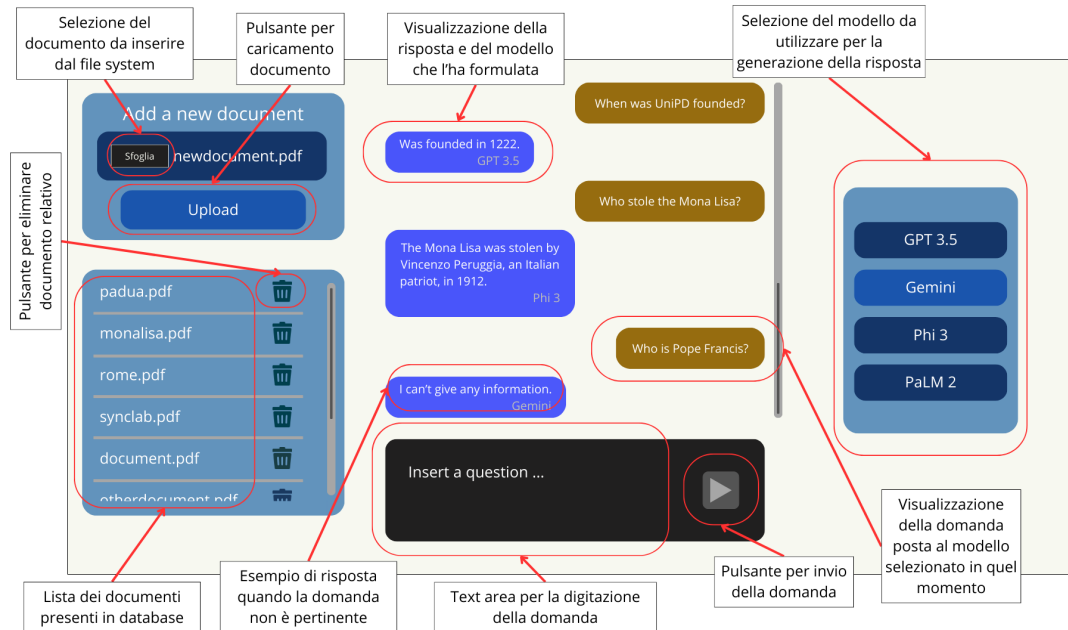 Selezione del
documento da inserire
dal file system
Pulsante per
caricamento
documento
Visualizzazione della
risposta e del modello
che l'ha formulata
Selezione del modello da
utilizzare per la
generazione della risposta
Add a new document
Sfoglia
newdocument.pdf
Upload
Pulsante per eliminare
documento relativo
padua.pdf
monalisa.pdf
rome.pdf
synclab.pdf
document.pdf
otherdocument.pdf
When was UniPD founded?
Was founded in 1222.
GPT 3.5
Who stole the Mona Lisa?
The Mona Lisa was stolen by
Vincenzo Peruggia, an Italian
patriot, in 1912.
Phi 3
Who is Pope Francis?
I can't give any information.
Gemini
Insert a question ...
GPT 3.5
Gemini
Phi 3
PaLM 2
Lista dei documenti
presenti in database
Esempio di risposta
quando la domanda
non è pertinente
Text area per la digitazione
della domanda
Pulsante per invio
della domanda
Visualizzazione
della domanda
posta al modello
selezionato in quel
momento